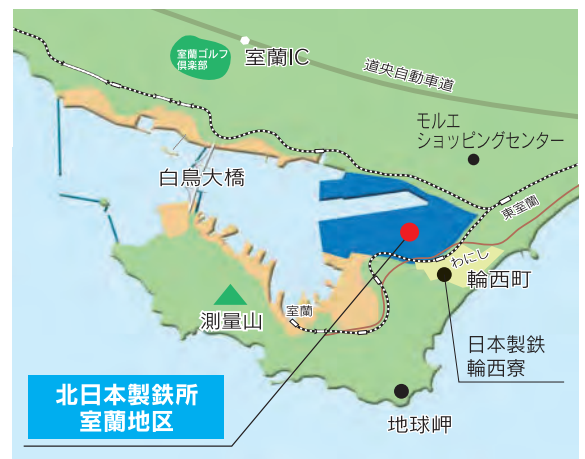 室蘭ゴルフ
倶楽部
室蘭IC
道央自動車道
モルエ
ショッピングセンター
白鳥大橋
東室蘭
わにし
輪西町
測量山
室蘭
日本製鉄
輪西寮
北日本製鉄所
室蘭地区
地球岬